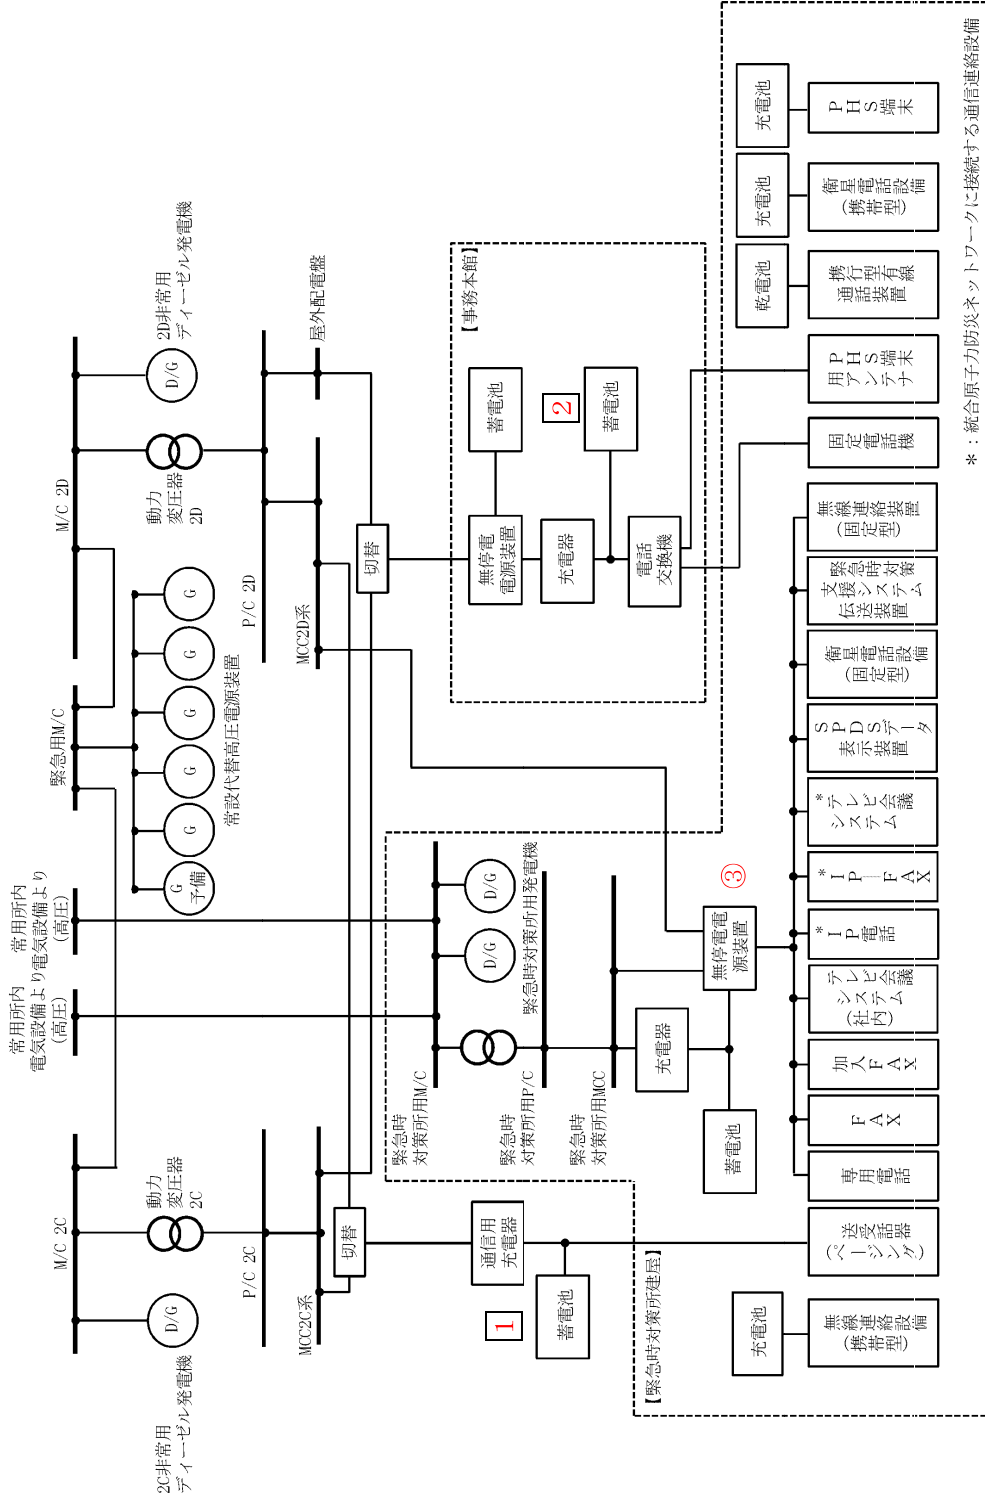 2C非常用
ディーゼル発電機
D/G
M/C 2C
動力
変圧器
2C
P/C 2C
MCC2C系
切替
通信用
充電器
1
蓄電池
常用所内
電気設備より
(高圧)
常用所内
電気設備より
(高圧)
緊急用M/C
G
予備
G
G
G
G
G
常設代替高圧電源装置
M/C 2D
動力
変圧器
2D
D/G
2D非常用
ディーゼル発電機
P/C 2D
MCC2D系
屋外配電盤
切替
【事務本館】
無停電
電源装置
蓄電池
充電器
2
蓄電池
電話
交換機
緊急時
対策所用M/C
D/G
D/G
緊急時対策所用発電機
緊急時
対策所用P/C
緊急時
対策所用MCC
充電器
蓄電池
無停電電
源装置
③
【緊急時対策所建屋】
充電池
無線連絡設備
(携帯型)
送受話器
(ページング)
専用電話
FAX
加入FAX
テレビ会議
システム
(社内)
*IP電話
*IP-FAX
*テレビ会議
システム
SPDSデータ
表示装置
衛星電話設備
(固定型)
緊急時対策
支援システム
伝送装置
無線連絡装置
(固定型)
固定電話機
PHS端末
用アンテナ
乾電池
携行型有線
通話装置
充電池
衛星電話設備
(携帯型)
充電池
PHS端末
*:統合原子力防災ネットワークに接続する通信連絡設備